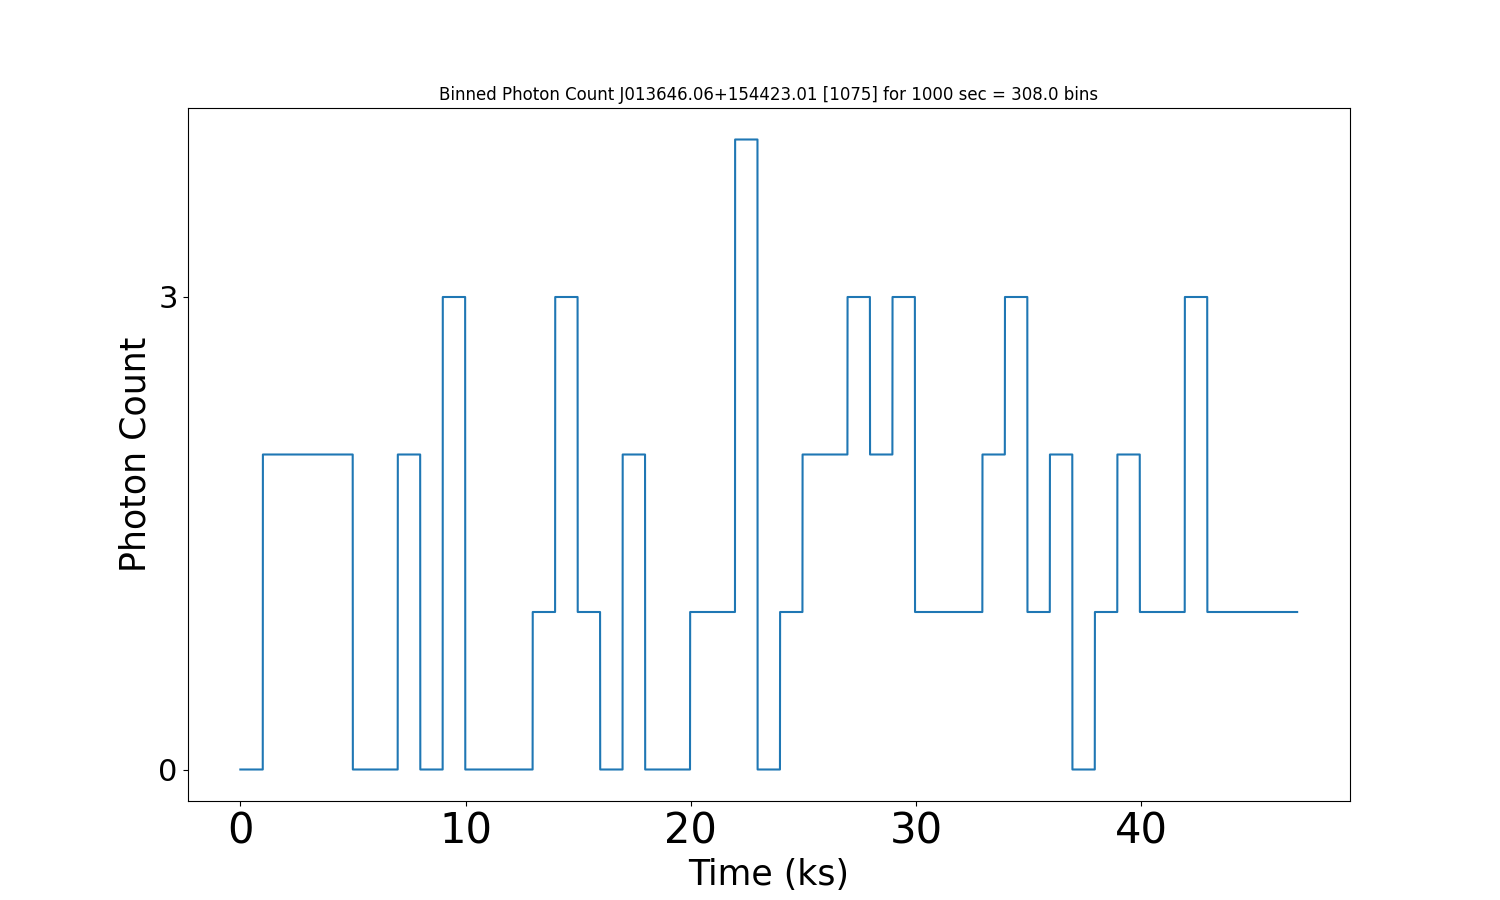 Binned Photon Count J013646.06+154423.01 [1075] for 1000 sec = 308.0 bins
Photon Count
3
0
0 10 20 30 40
Time (ks)